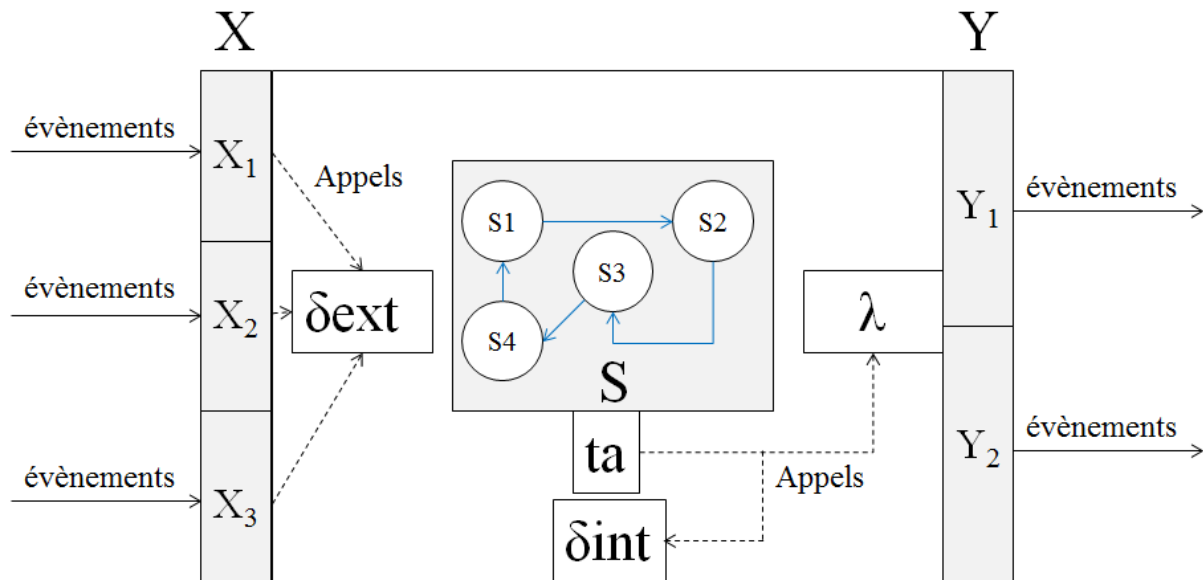 X
Y
évènements
X₁
Appels
S1
S2
Y₁
évènements
évènements
X₂
δext
S3
S4
λ
S
évènements
X₃
ta
Appels
Y₂
évènements
δint